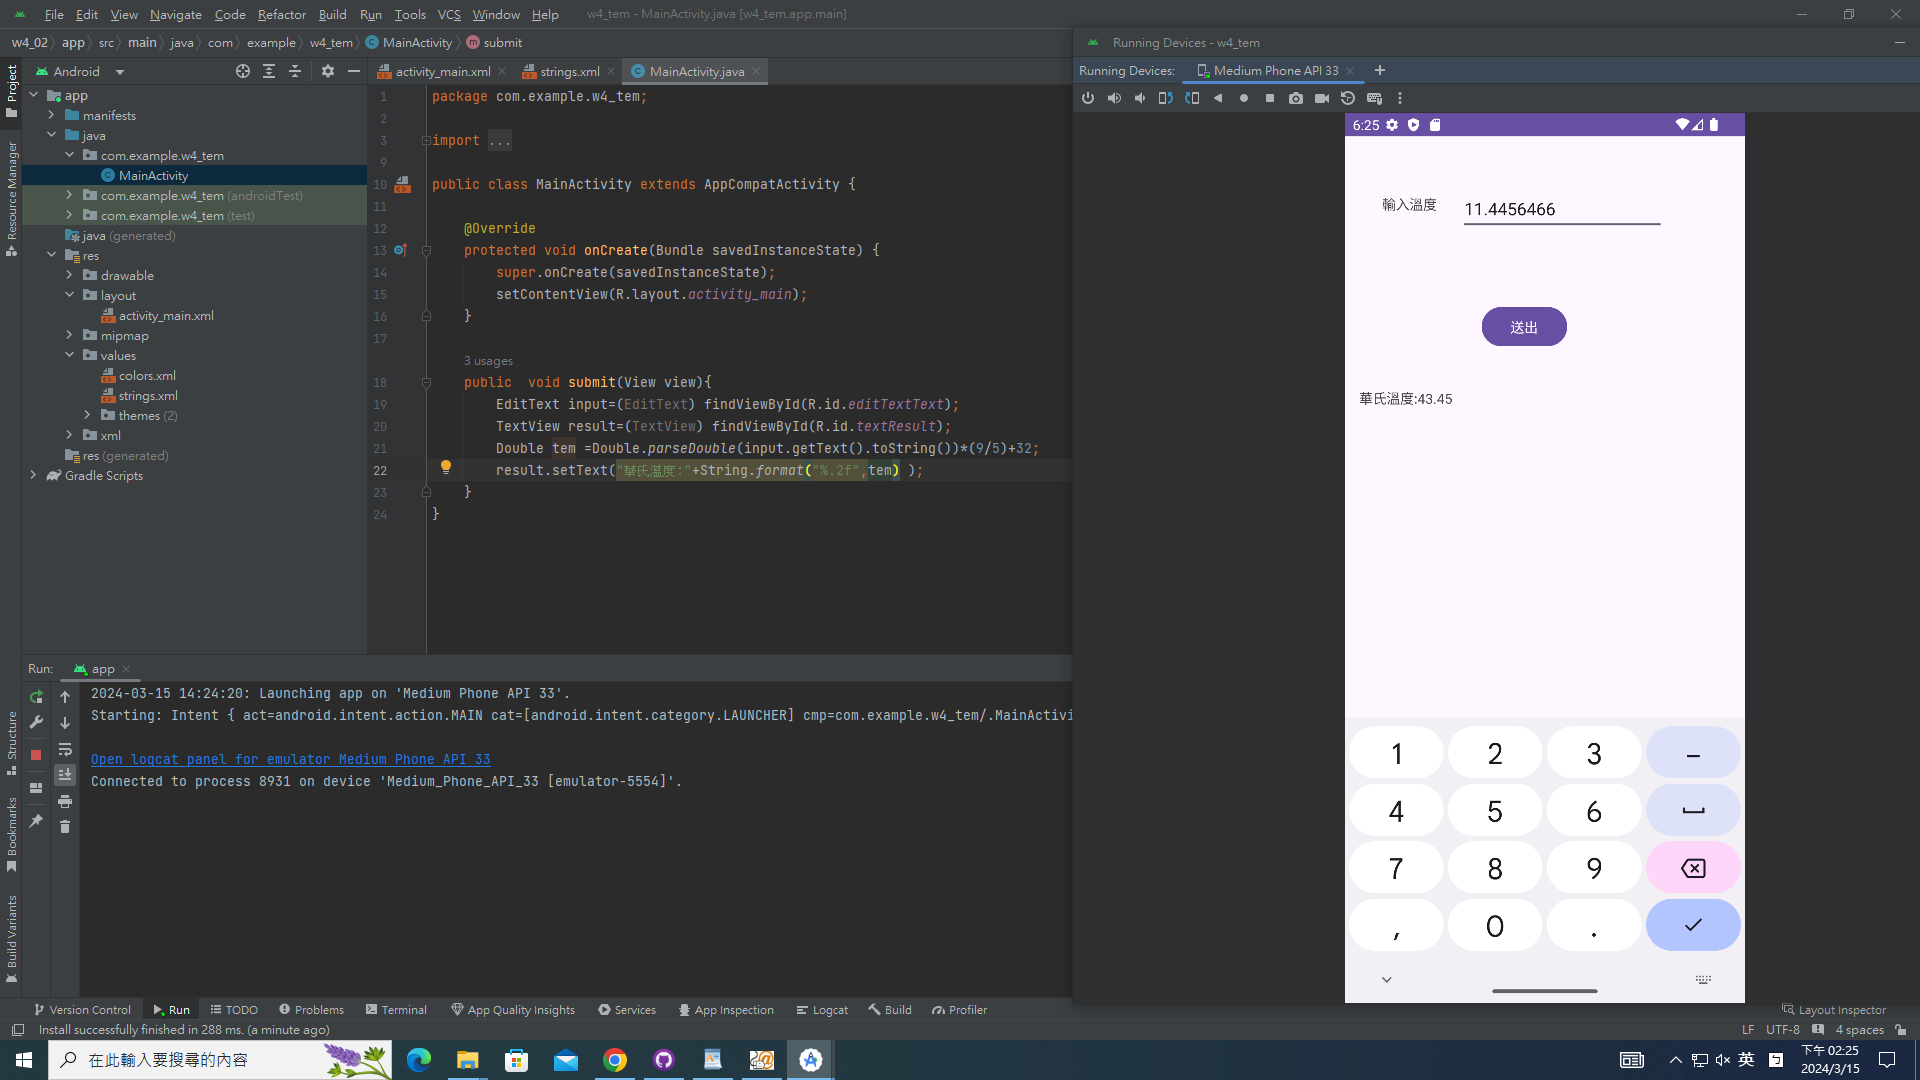 File Edit View Navigate Code Refactor Build Run Tools VCS Window Help w4_tem - MainActivity.java [w4_tem.app.main]
w4_02 app src main java com example w4_tem MainActivity submit
Running Devices - w4_tem
Project
Resource Manager
Structure
Bookmarks
Build Variants
Android
app
manifests
java
com.example.w4_tem
MainActivity
com.example.w4_tem (androidTest)
com.example.w4_tem (test)
java (generated)
res
drawable
layout
activity_main.xml
mipmap
values
colors.xml
strings.xml
themes (2)
xml
res (generated)
Gradle Scripts
activity_main.xml strings.xml MainActivity.java
1 package com.example.w4_tem;
2
3 import ...
9
10 public class MainActivity extends AppCompatActivity {
11
12 @Override
13 protected void onCreate(Bundle savedInstanceState) {
14 super.onCreate(savedInstanceState);
15 setContentView(R.layout.activity_main);
16 }
17
3 usages
18 public  void submit(View view){
19 EditText input=(EditText) findViewById(R.id.editTextText);
20 TextView result=(TextView) findViewById(R.id.textResult);
21 Double tem =Double.parseDouble(input.getText().toString())*(9/5)+32;
22 result.setText("華氏溫度:"+String.format("%.2f",tem) );
23 }
24 }
Running Devices: Medium Phone API 33
6:25
輸入溫度 11.4456466
送出
華氏溫度:43.45
1 2 3 –
4 5 6
7 8 9
, 0 .
Run: app
2024-03-15 14:24:20: Launching app on 'Medium Phone API 33'.
Starting: Intent { act=android.intent.action.MAIN cat=[android.intent.category.LAUNCHER] cmp=com.example.w4_tem/.MainActivi
Open logcat panel for emulator Medium Phone API 33
Connected to process 8931 on device 'Medium_Phone_API_33 [emulator-5554]'.
Version Control Run TODO Problems Terminal App Quality Insights Services App Inspection Logcat Build Profiler Layout Inspector
Install successfully finished in 288 ms. (a minute ago) LF UTF-8 4 spaces
在此輸入要搜尋的內容
英
下午 02:25
2024/3/15